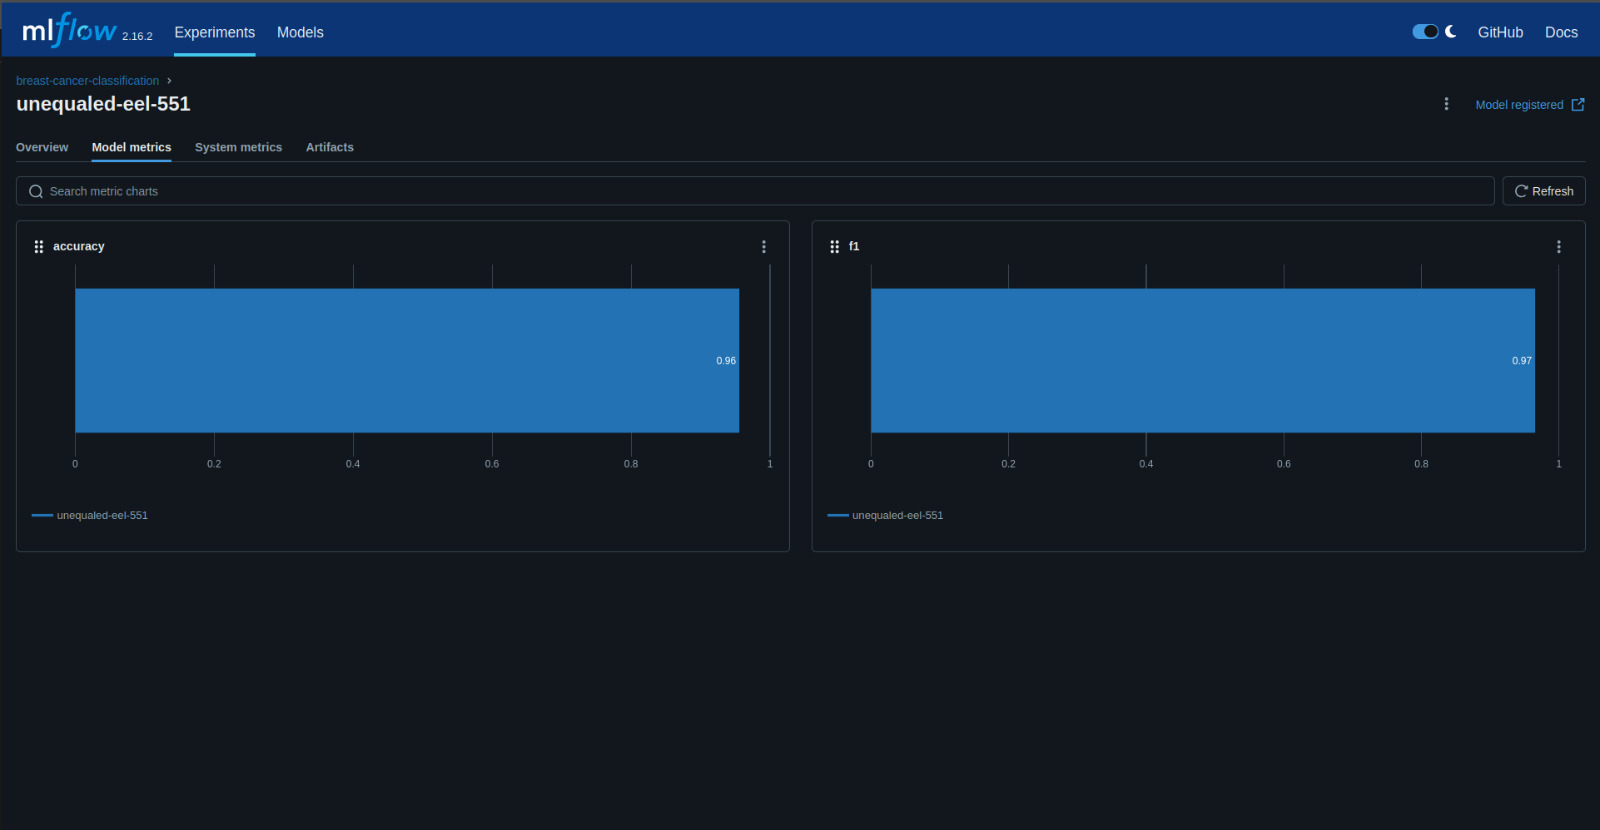 mlflow 2.16.2 Experiments Models GitHub Docs
breast-cancer-classification
unequaled-eel-551 Model registered
Overview Model metrics System metrics Artifacts
Search metric charts Refresh
accuracy
0.96
0 0.2 0.4 0.6 0.8 1
unequaled-eel-551
f1
0.97
0 0.2 0.4 0.6 0.8 1
unequaled-eel-551